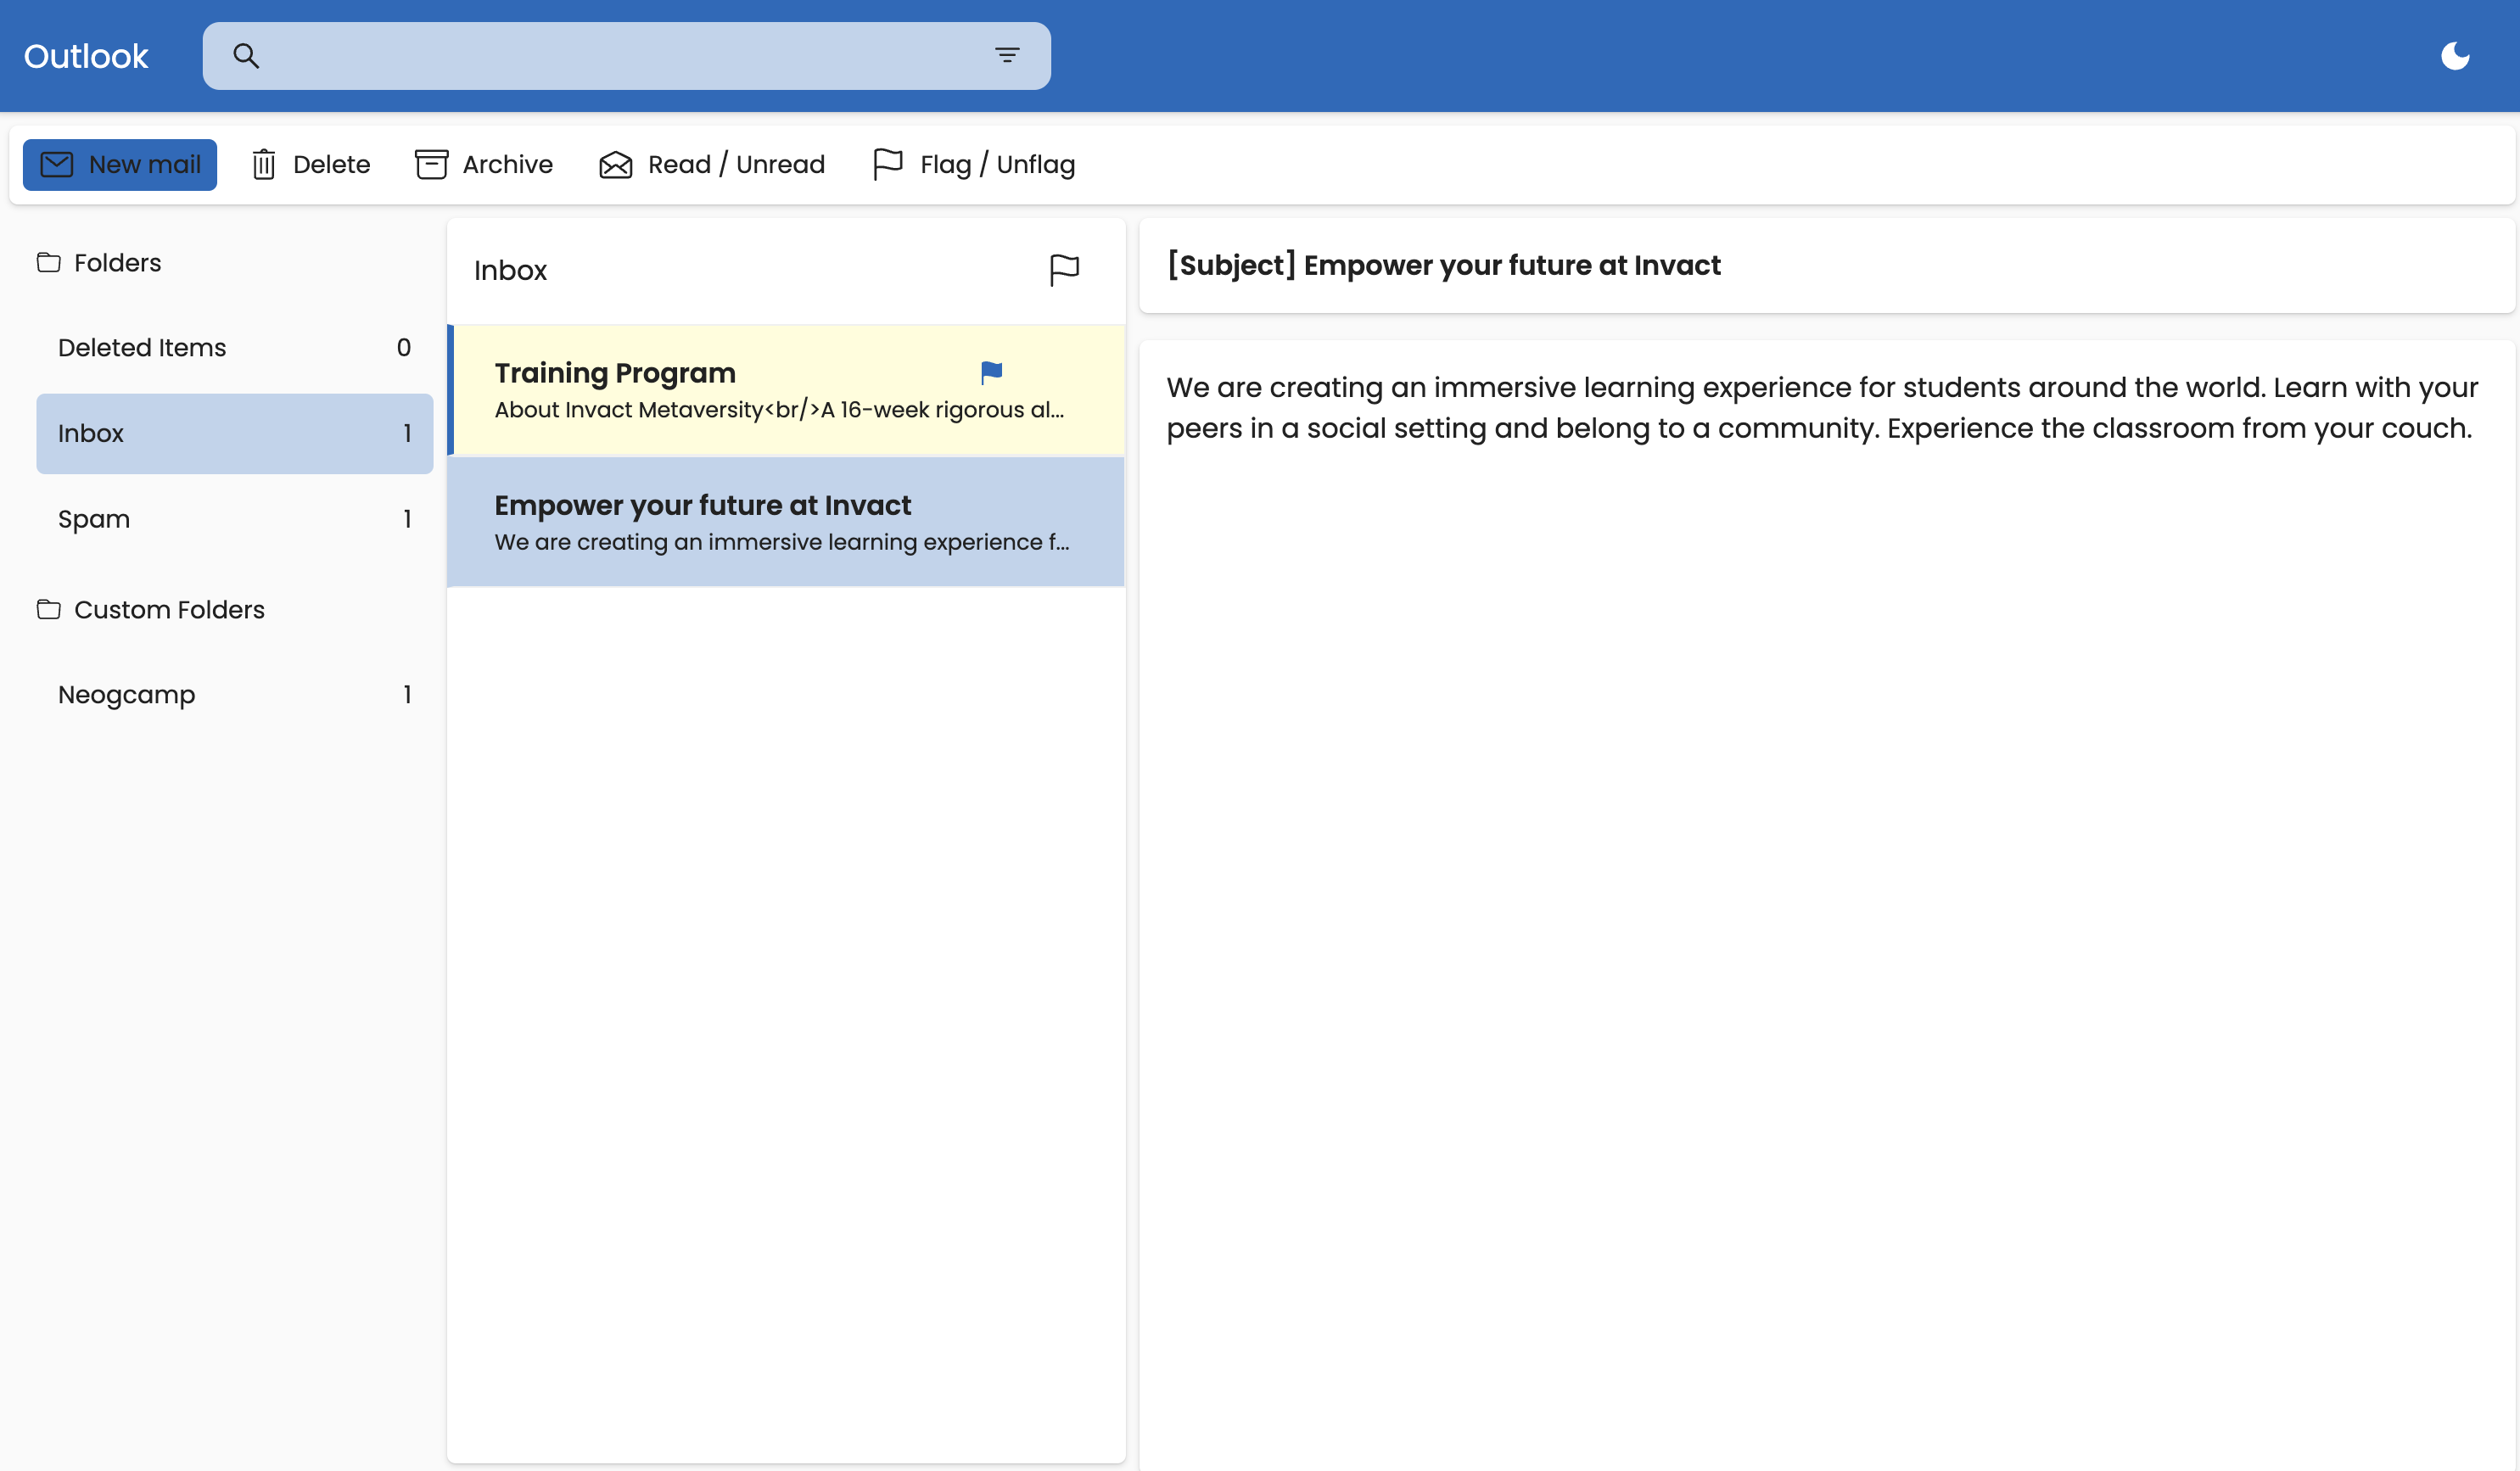 Outlook
New mail
Delete
Archive
Read / Unread
Flag / Unflag
Folders
Deleted Items 0
Inbox 1
Spam 1
Custom Folders
Neogcamp 1
Inbox
Training Program
About Invact Metaversity<br/>A 16-week rigorous al...
Empower your future at Invact
We are creating an immersive learning experience f...
[Subject] Empower your future at Invact
We are creating an immersive learning experience for students around the world. Learn with your
peers in a social setting and belong to a community. Experience the classroom from your couch.